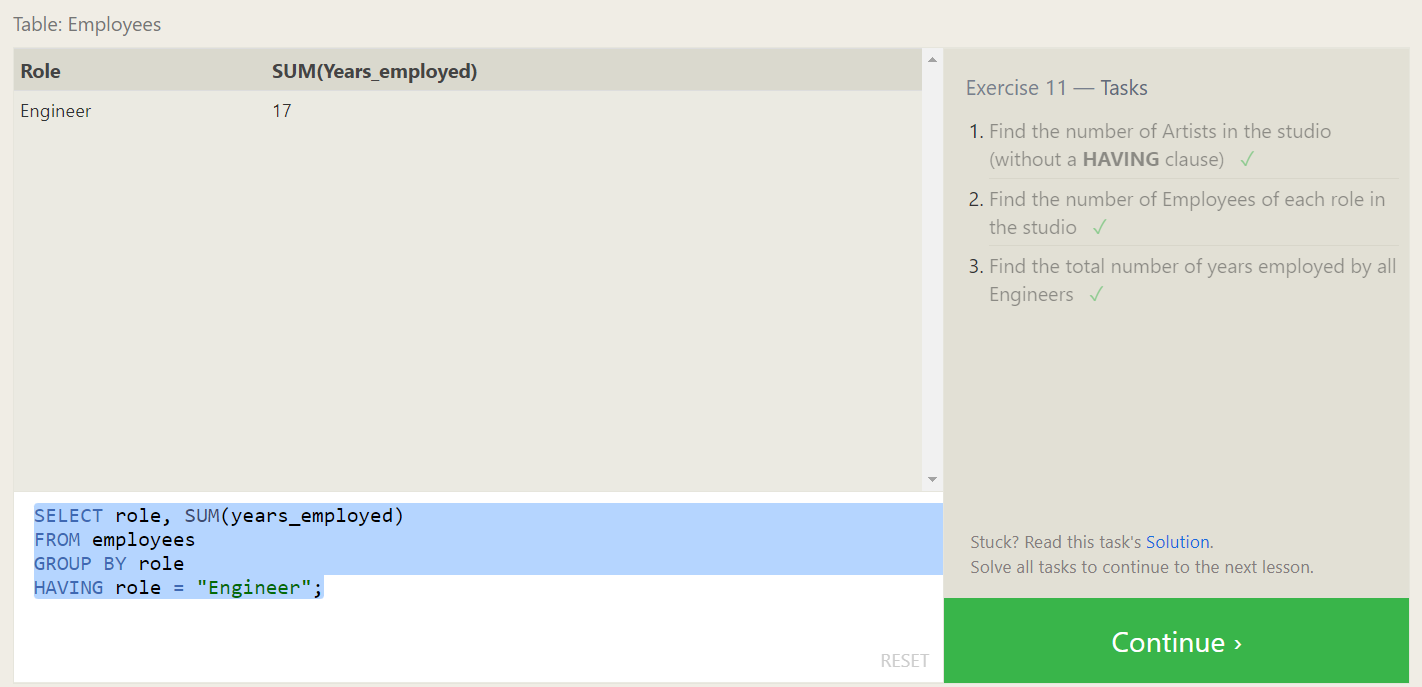 Table: Employees
Role SUM(Years_employed)
Engineer 17
SELECT role, SUM(years_employed)
FROM employees
GROUP BY role
HAVING role = "Engineer";
RESET
Exercise 11 — Tasks
1. Find the number of Artists in the studio
(without a HAVING clause) ✓
2. Find the number of Employees of each role in
the studio ✓
3. Find the total number of years employed by all
Engineers ✓
Stuck? Read this task's Solution.
Solve all tasks to continue to the next lesson.
Continue ›